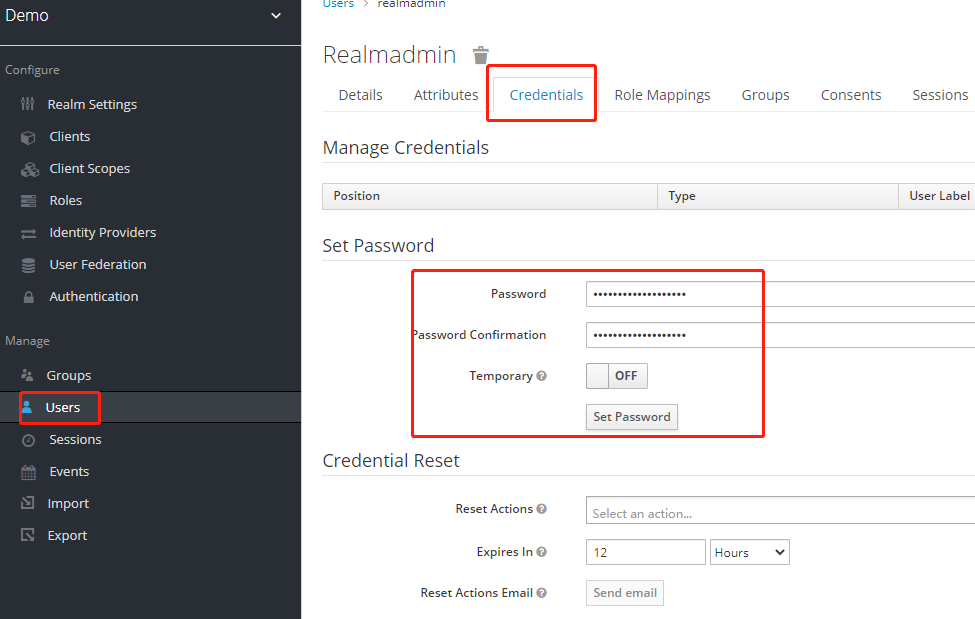 Demo
Configure
Realm Settings
Clients
Client Scopes
Roles
Identity Providers
User Federation
Authentication
Manage
Groups
Users
Sessions
Events
Import
Export
Users > realmadmin
Realmadmin
Details Attributes Credentials Role Mappings Groups Consents Sessions
Manage Credentials
Position Type User Label
Set Password
Password •••••••••••••••••••
Password Confirmation •••••••••••••••••••
Temporary OFF
Set Password
Credential Reset
Reset Actions Select an action...
Expires In 12 Hours
Reset Actions Email Send email